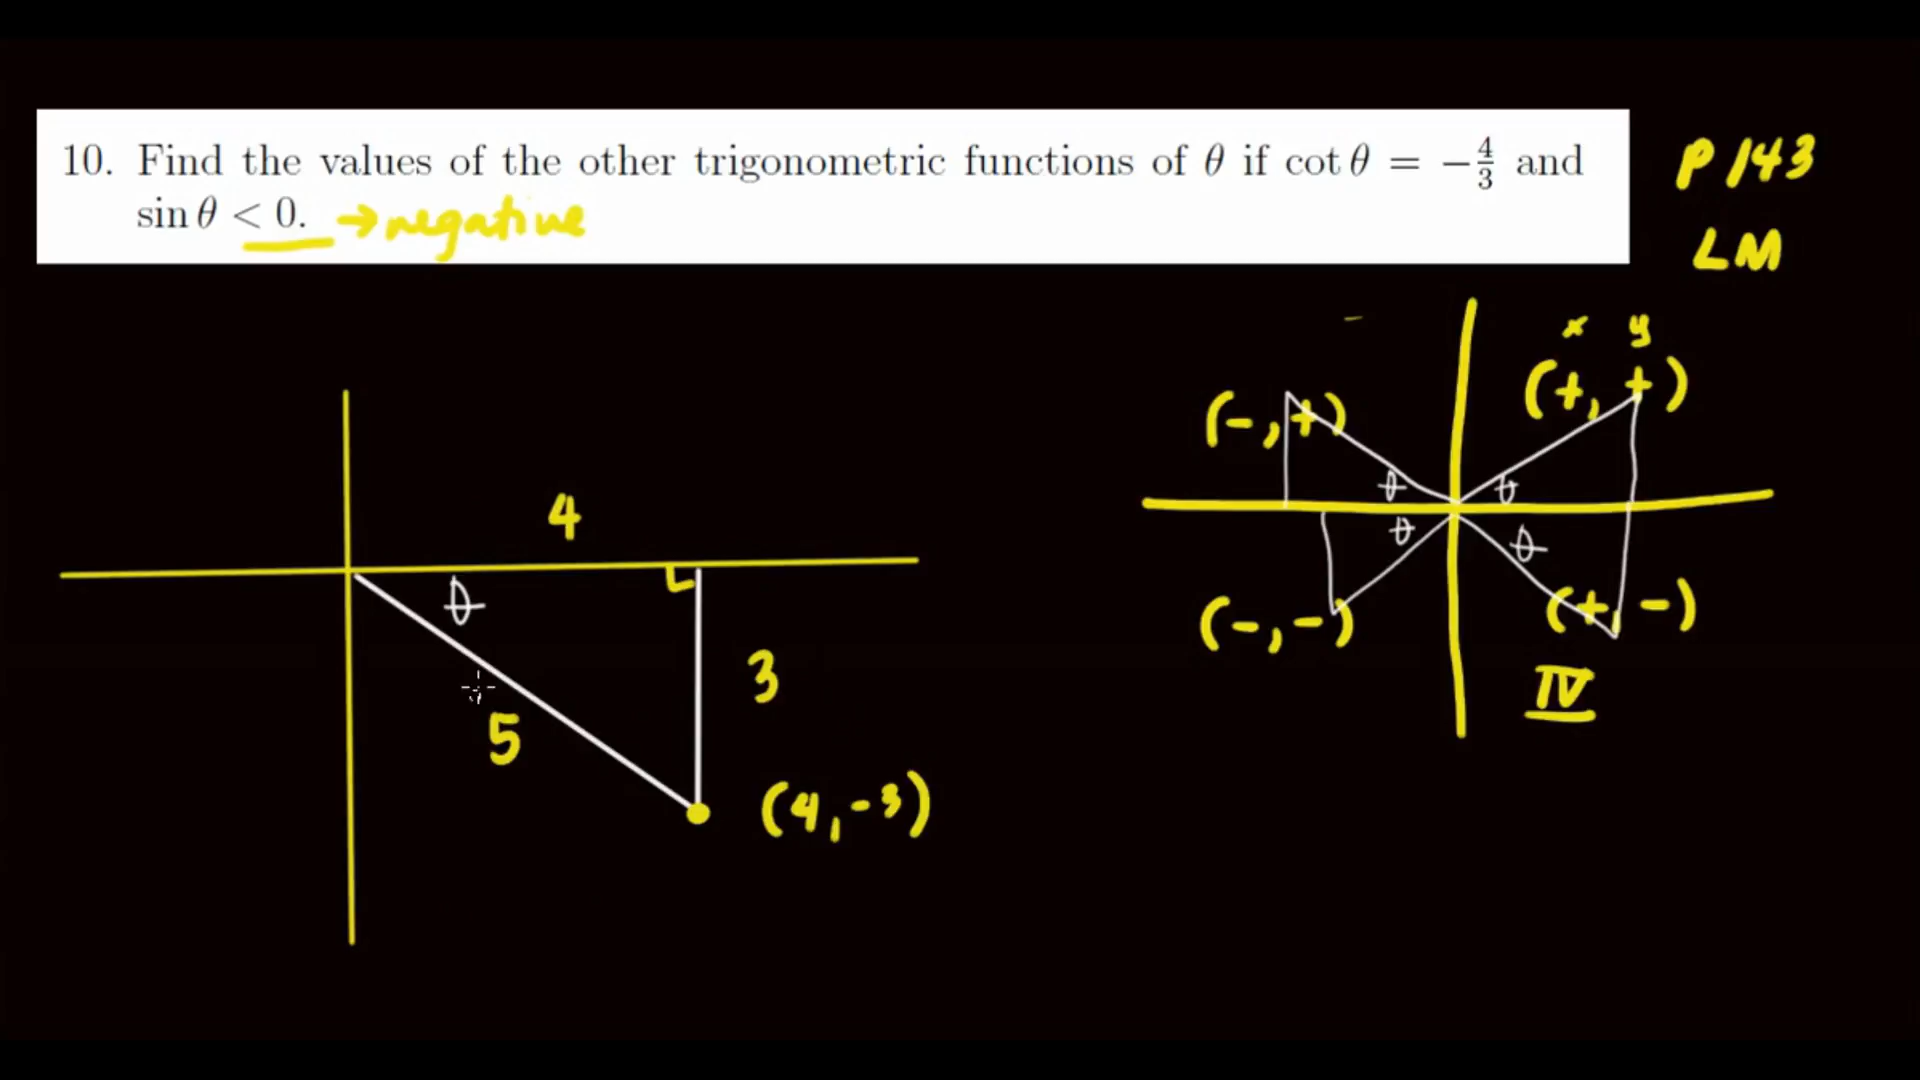 10. Find the values of the other trigonometric functions of θ if cot θ = −4/3 and
sin θ < 0. → negative
P 143
LM
x y
(-,+)
(+,+)
θ θ
θ θ
(-,-)
(+,-)
IV
4
θ
3
5
(4,-3)